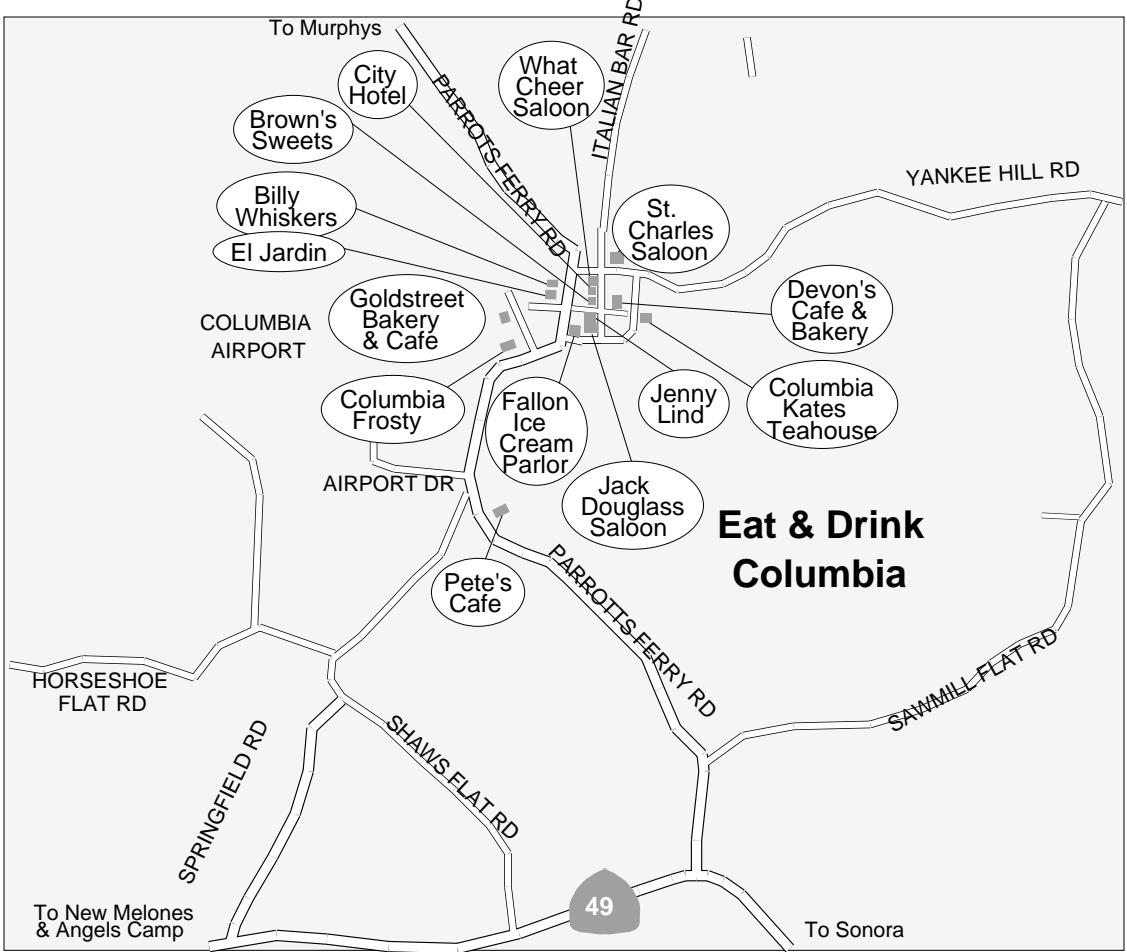 To Murphys
ITALIAN BAR RD
What
Cheer
Saloon
City
Hotel
PARROTS FERRY RD
Brown's
Sweets
YANKEE HILL RD
Billy
Whiskers
St.
Charles
Saloon
El Jardin
Goldstreet
Bakery
& Cafe
Devon's
Cafe &
Bakery
COLUMBIA
AIRPORT
Columbia
Frosty
Fallon
Ice
Cream
Parlor
Jenny
Lind
Columbia
Kates
Teahouse
AIRPORT DR
Jack
Douglass
Saloon
Eat & Drink
Columbia
Pete's
Cafe
PARROTTS FERRY RD
SAWMILL FLAT RD
HORSESHOE
FLAT RD
SHAWS FLAT RD
SPRINGFIELD RD
49
To New Melones
& Angels Camp
To Sonora